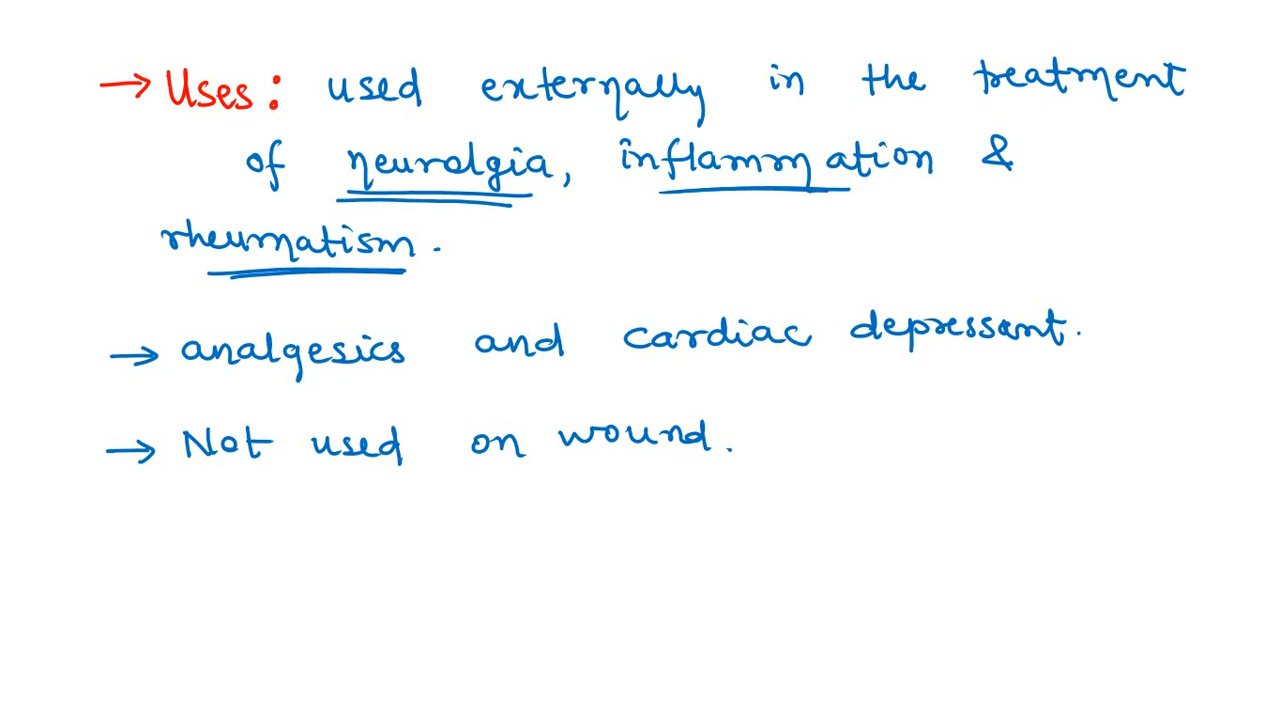 → Uses: used externally in the treatment
of neuralgia, inflammation &
rheumatism.
→ analgesics and cardiac depressant.
→ Not used on wound.